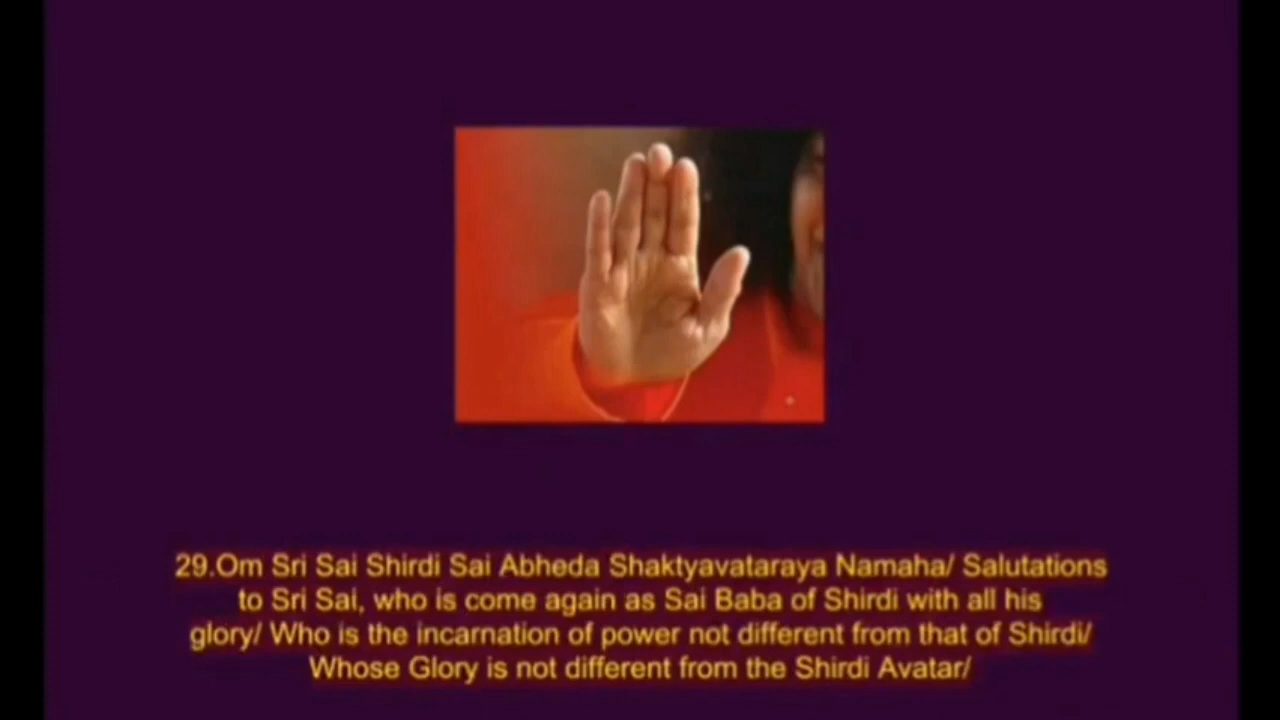 29.Om Sri Sai Shirdi Sai Abheda Shaktyavataraya Namaha/ Salutations
to Sri Sai, who is come again as Sai Baba of Shirdi with all his
glory/ Who is the incarnation of power not different from that of Shirdi/
Whose Glory is not different from the Shirdi Avatar/